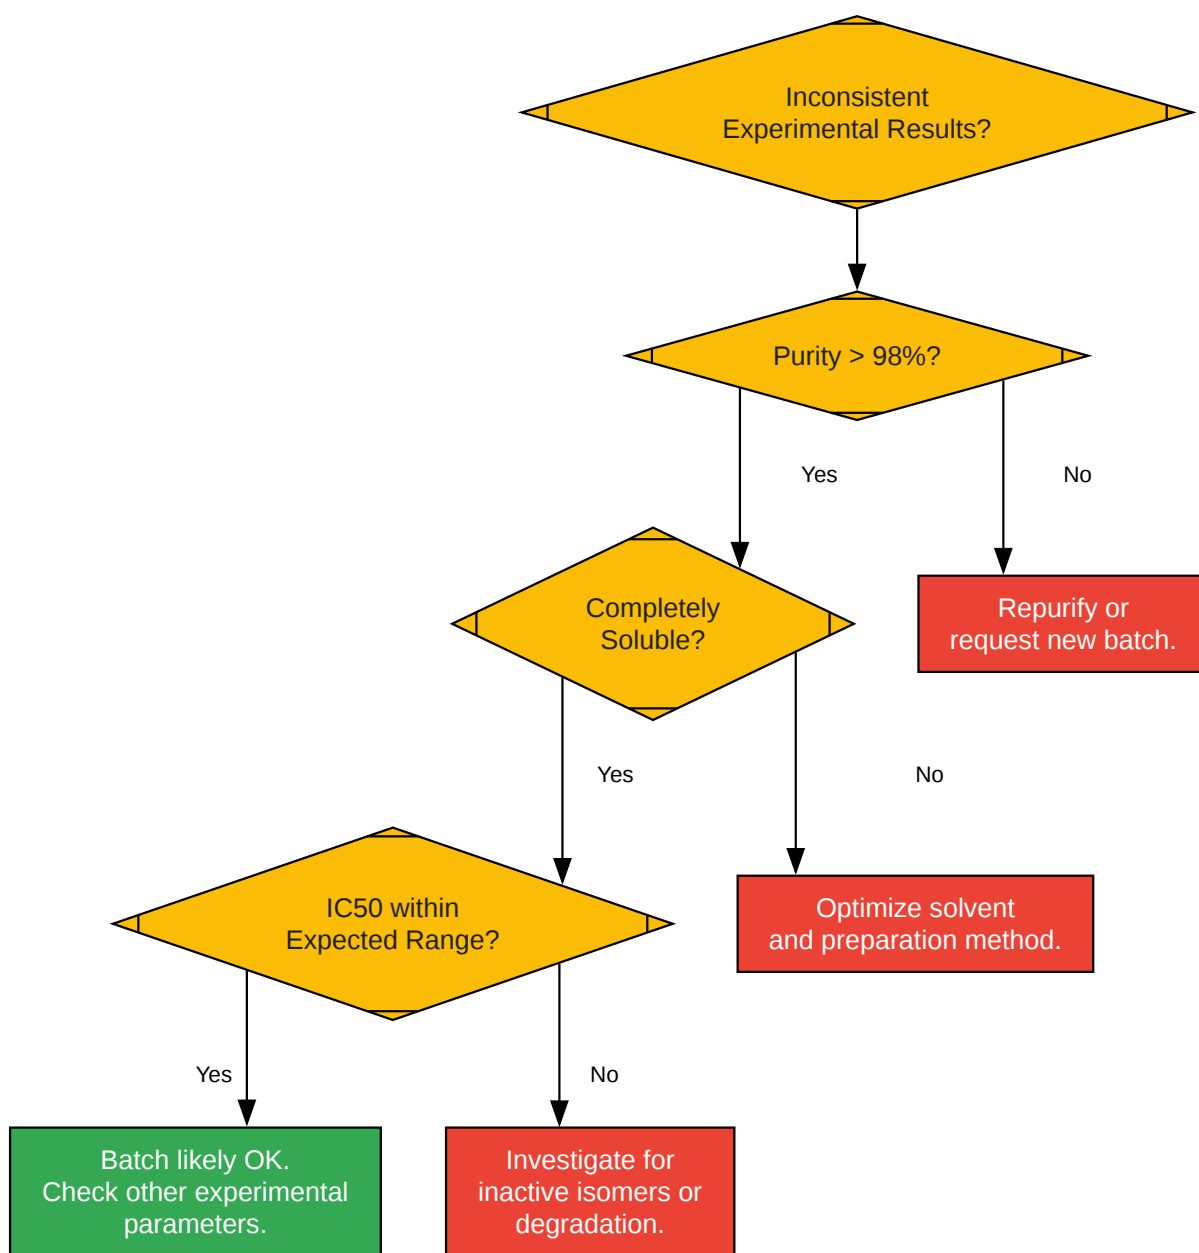 Inconsistent
Experimental Results?
Purity > 98%?
Yes
No
Completely
Soluble?
Repurify or
request new batch.
Yes
No
IC50 within
Expected Range?
Optimize solvent
and preparation method.
Yes
No
Batch likely OK.
Check other experimental
parameters.
Investigate for
inactive isomers or
degradation.